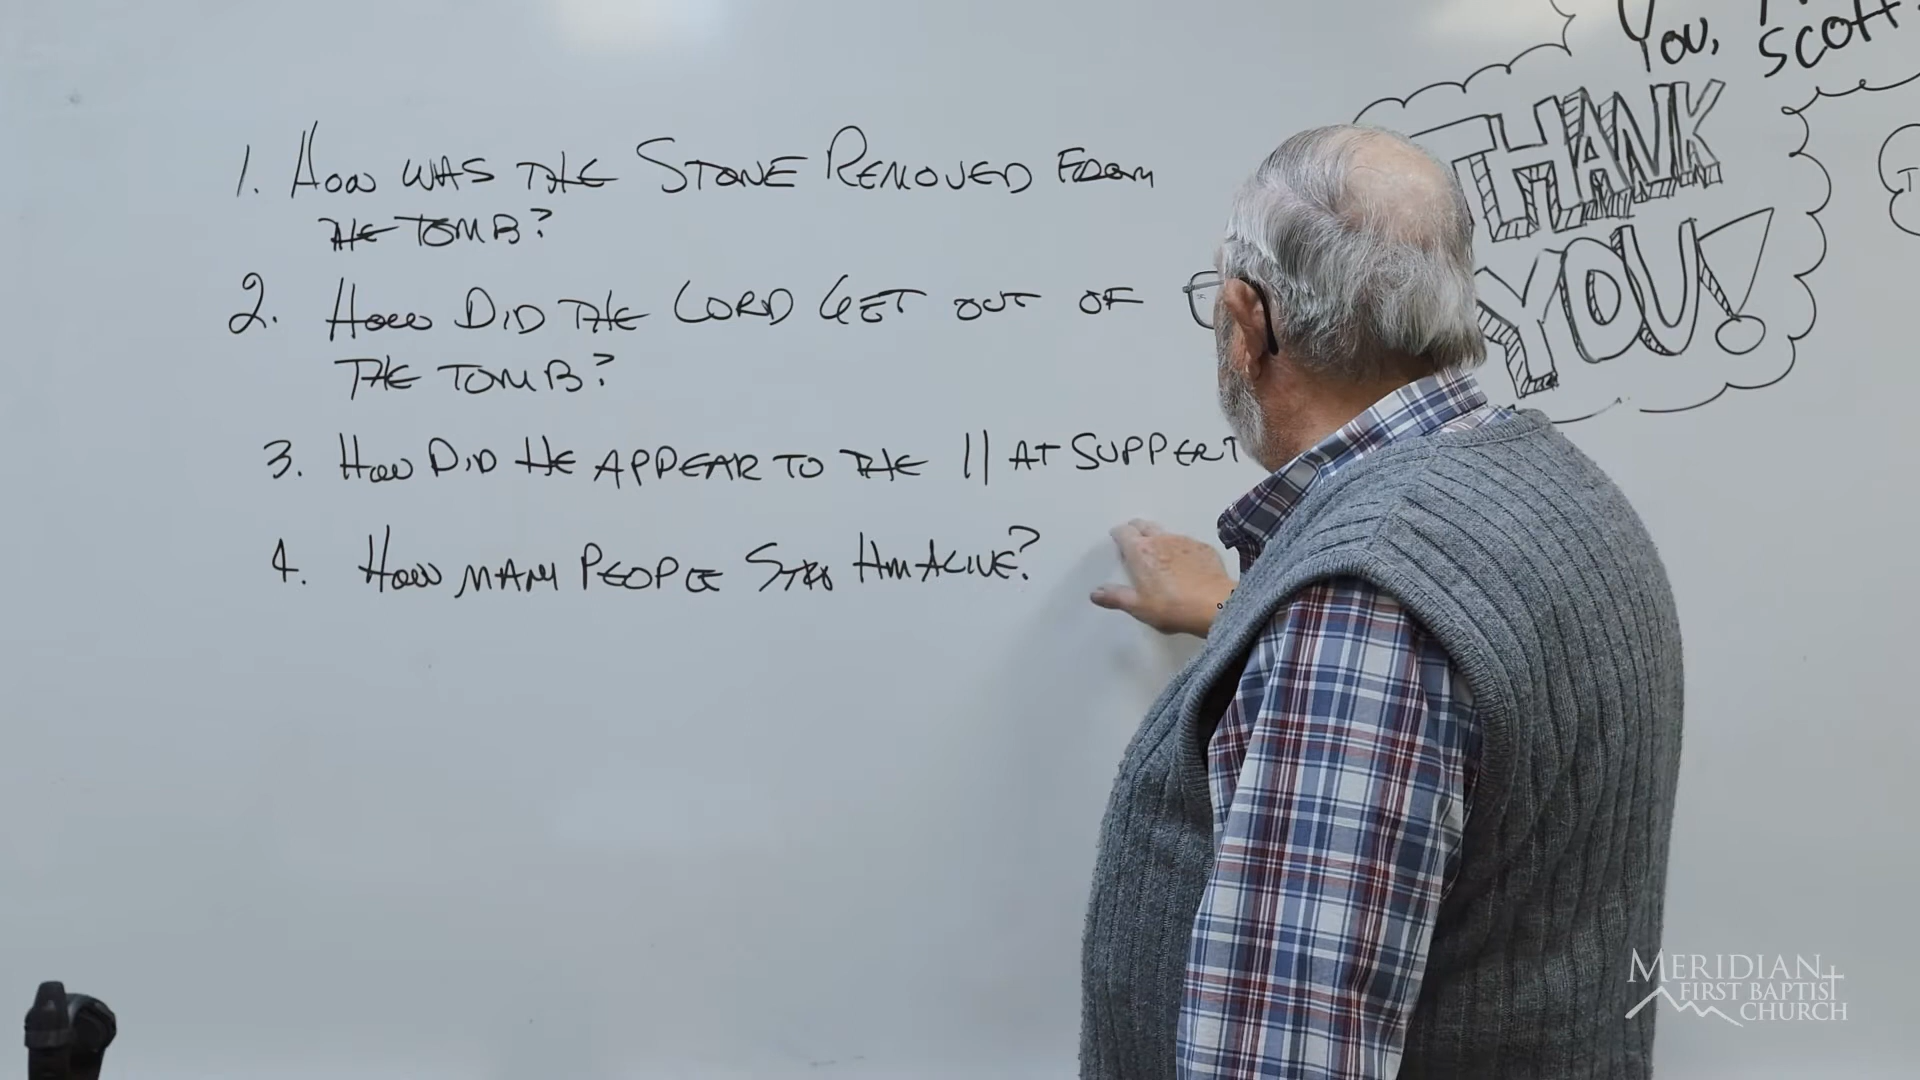 1. How WAS THE STONE REMOVED FROM
THE TOMB?
2. How DID THE LORD GET OUT OF
THE TOMB?
3. How DID HE APPEAR TO THE 11 AT SUPPER?
4. How MANY PEOPLE HIM ALIVE?
You,
SCOTT
THANK
YOU!
MERIDIAN
FIRST BAPTIST
CHURCH